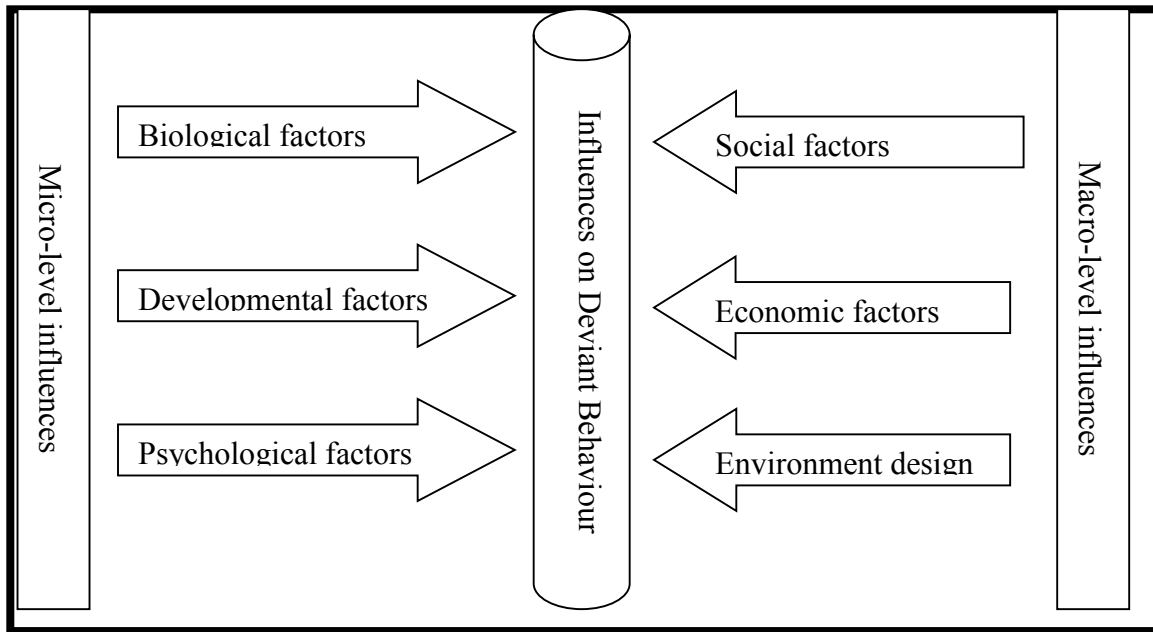 Micro-level influences
Biological factors
Developmental factors
Psychological factors
Influences on Deviant Behaviour
Social factors
Economic factors
Environment design
Macro-level influences